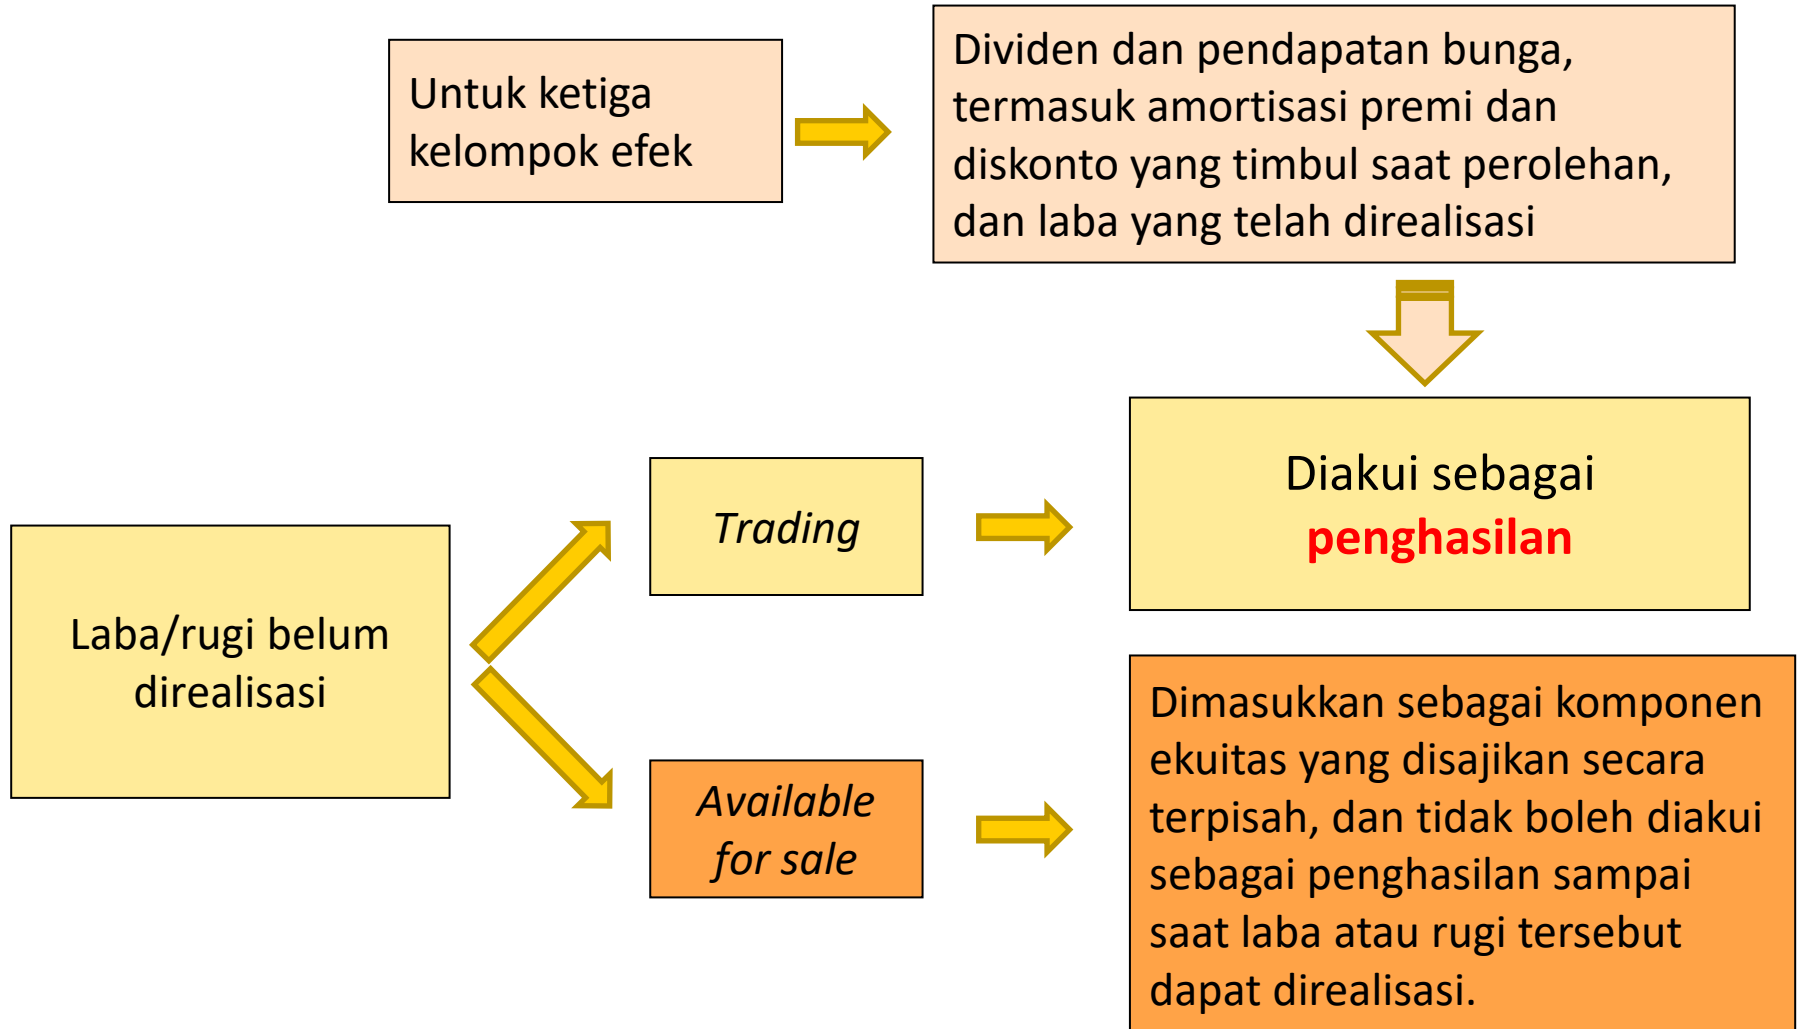 Untuk ketiga
kelompok efek
Dividen dan pendapatan bunga,
termasuk amortisasi premi dan
diskonto yang timbul saat perolehan,
dan laba yang telah direalisasi
Diakui sebagai
penghasilan
Trading
Laba/rugi belum
direalisasi
Available
for sale
Dimasukkan sebagai komponen
ekuitas yang disajikan secara
terpisah, dan tidak boleh diakui
sebagai penghasilan sampai
saat laba atau rugi tersebut
dapat direalisasi.